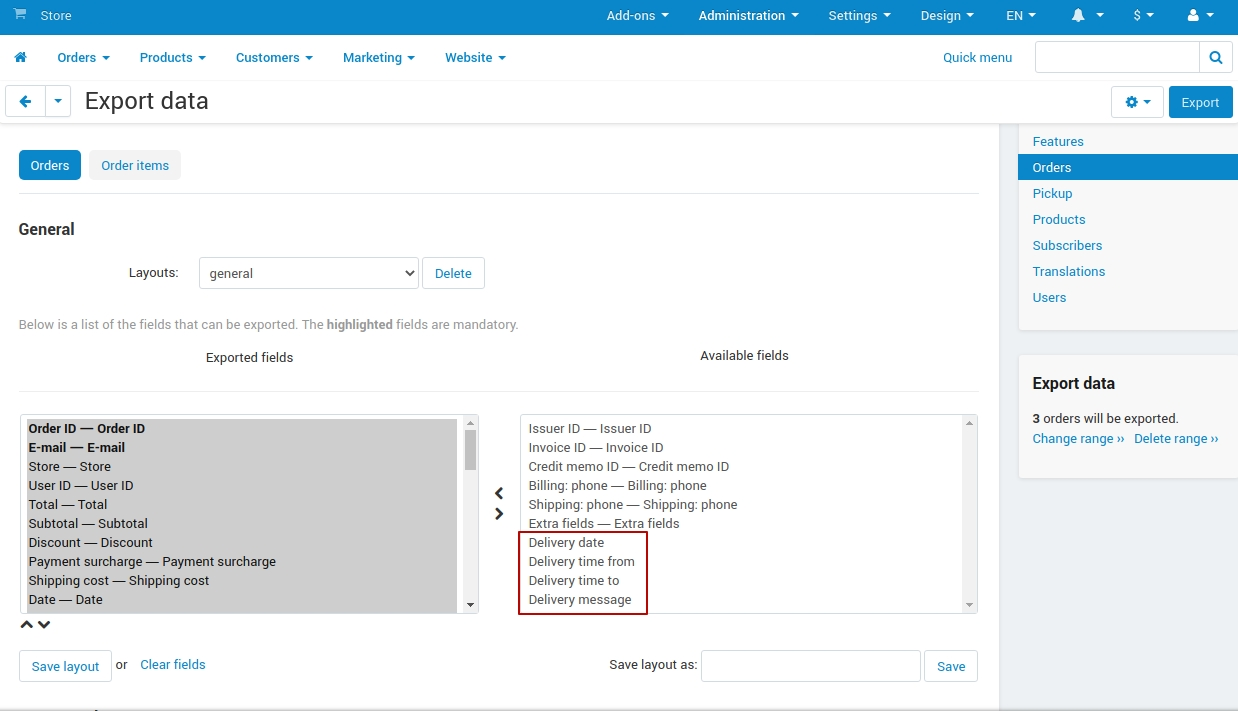 Store Add-ons Administration Settings Design EN $
Orders Products Customers Marketing Website Quick menu
Export data Export
Orders Order items
General
Layouts: general Delete
Below is a list of the fields that can be exported. The highlighted fields are mandatory.
Exported fields
Available fields
Order ID — Order ID
E-mail — E-mail
Store — Store
User ID — User ID
Total — Total
Subtotal — Subtotal
Discount — Discount
Payment surcharge — Payment surcharge
Shipping cost — Shipping cost
Date — Date
Issuer ID — Issuer ID
Invoice ID — Invoice ID
Credit memo ID — Credit memo ID
Billing: phone — Billing: phone
Shipping: phone — Shipping: phone
Extra fields — Extra fields
Delivery date
Delivery time from
Delivery time to
Delivery message
Save layout or Clear fields
Save layout as: Save
Features
Orders
Pickup
Products
Subscribers
Translations
Users
Export data
3 orders will be exported.
Change range ›› Delete range ››